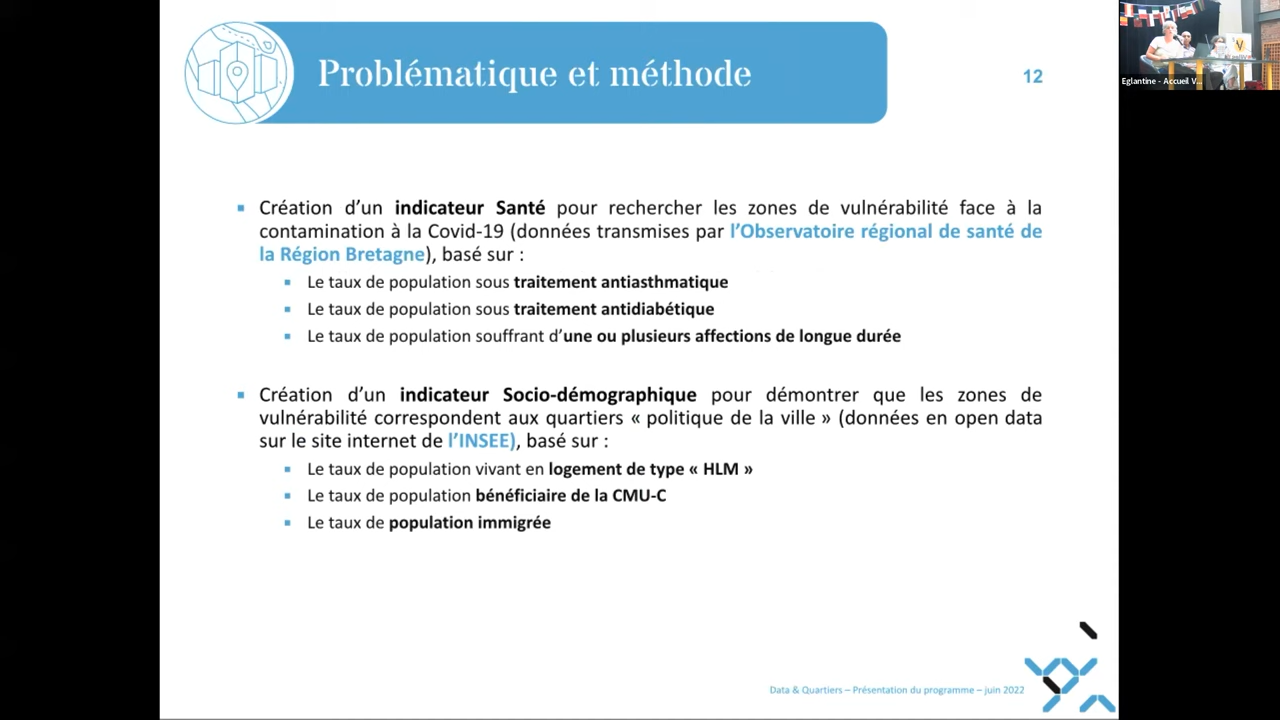 Problématique et méthode
12
Eglantine - Accueil V...
Création d’un indicateur Santé pour rechercher les zones de vulnérabilité face à la
contamination à la Covid-19 (données transmises par l’Observatoire régional de santé de
la Région Bretagne), basé sur :
Le taux de population sous traitement antiasthmatique
Le taux de population sous traitement antidiabétique
Le taux de population souffrant d’une ou plusieurs affections de longue durée
Création d’un indicateur Socio-démographique pour démontrer que les zones de
vulnérabilité correspondent aux quartiers « politique de la ville » (données en open data
sur le site internet de l’INSEE), basé sur :
Le taux de population vivant en logement de type « HLM »
Le taux de population bénéficiaire de la CMU-C
Le taux de population immigrée
Data & Quartiers – Présentation du programme – juin 2022